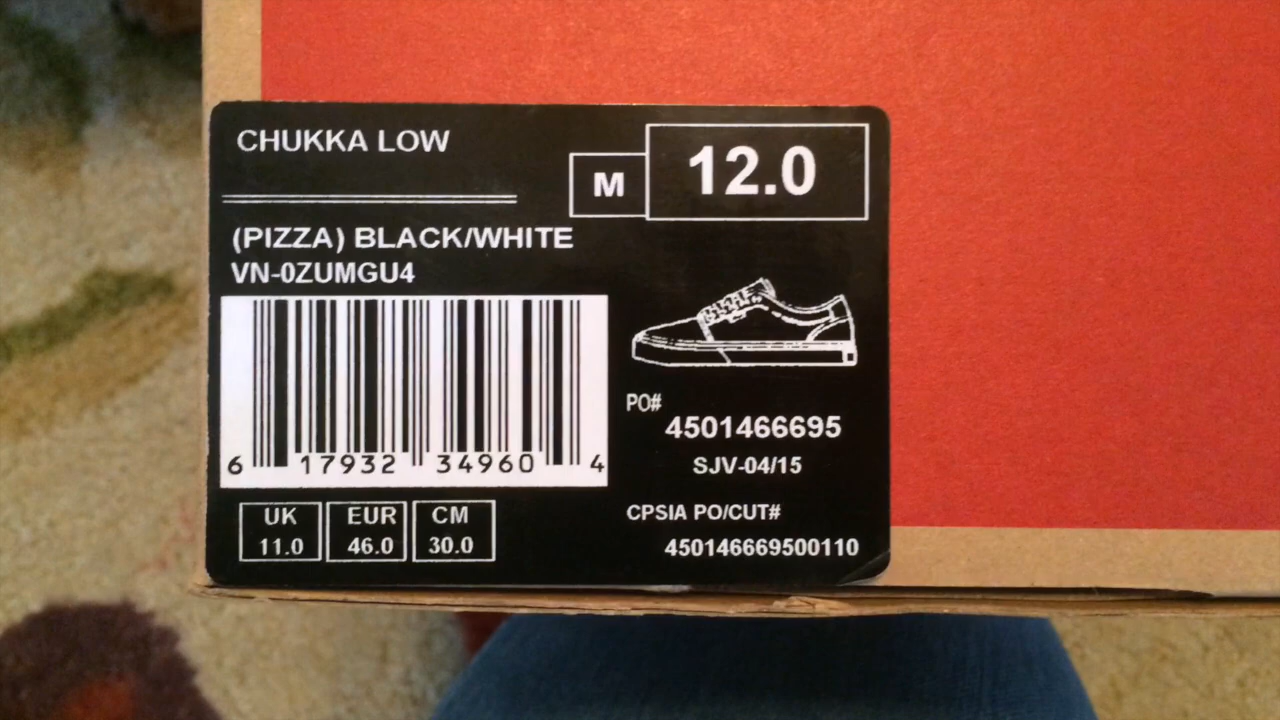 CHUKKA LOW
M 12.0
(PIZZA) BLACK/WHITE
VN-0ZUMGU4
6 17932 34960 4
PO#
4501466695
SJV-04/15
UK EUR CM
11.0 46.0 30.0
CPSIA PO/CUT#
450146669500110